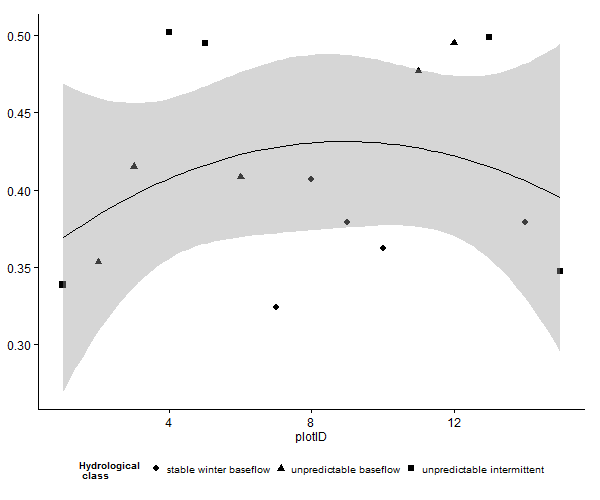 0.50
0.45
0.40
0.35
0.30
4 8 12
plotID
Hydrological
class
stable winter baseflow unpredictable baseflow unpredictable intermittent